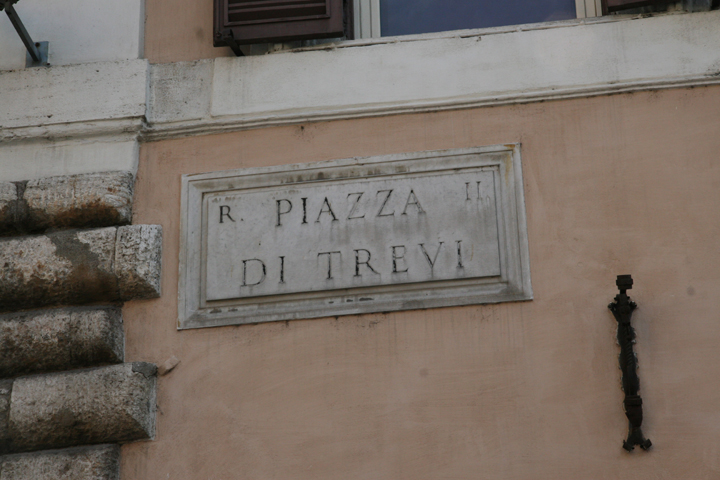 R. PIAZZA II.
DI TREVI